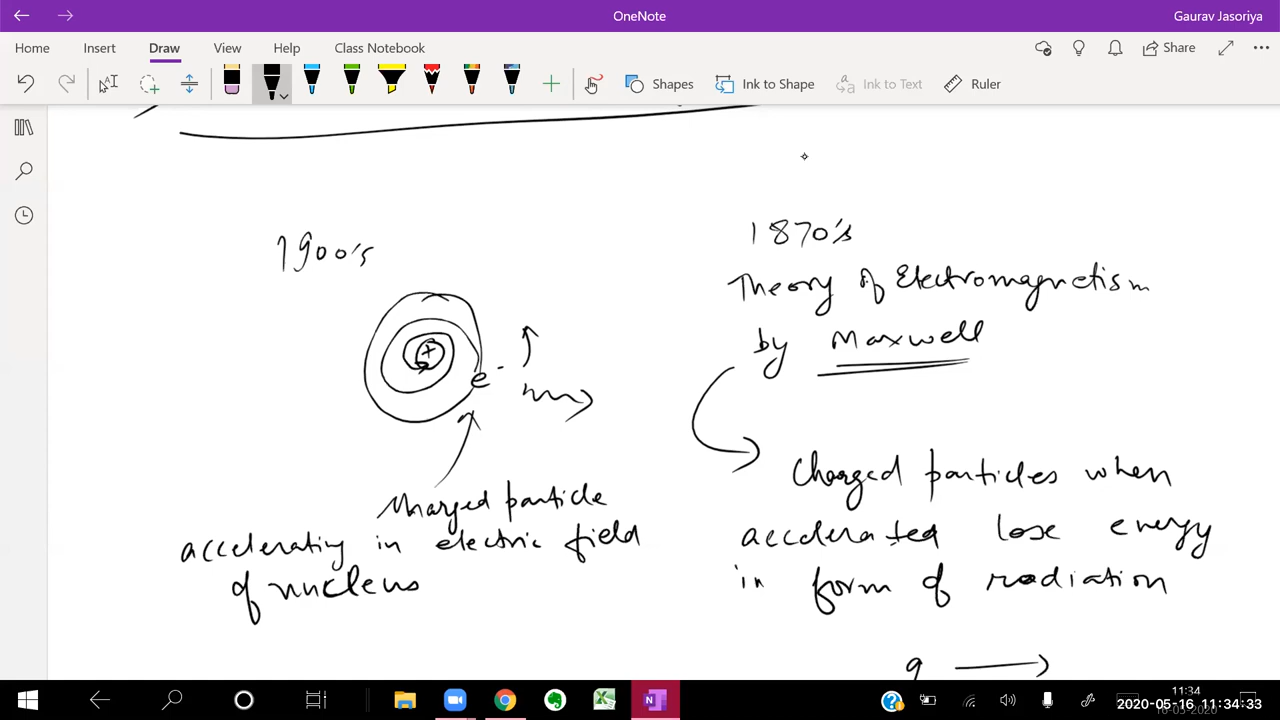 OneNote
Gaurav Jasoriya
Home Insert Draw View Help Class Notebook Share
Ink to Shape Ink to Text Ruler Shapes
1900's
1870's
Theory of Electromagnetism
by Maxwell
+
e-
Charged particle
accelerating in electric field
of nucleus
Charged particles when
accelerated lose energy
in form of radiation
q
11:34
2020-05-16 11:34:33